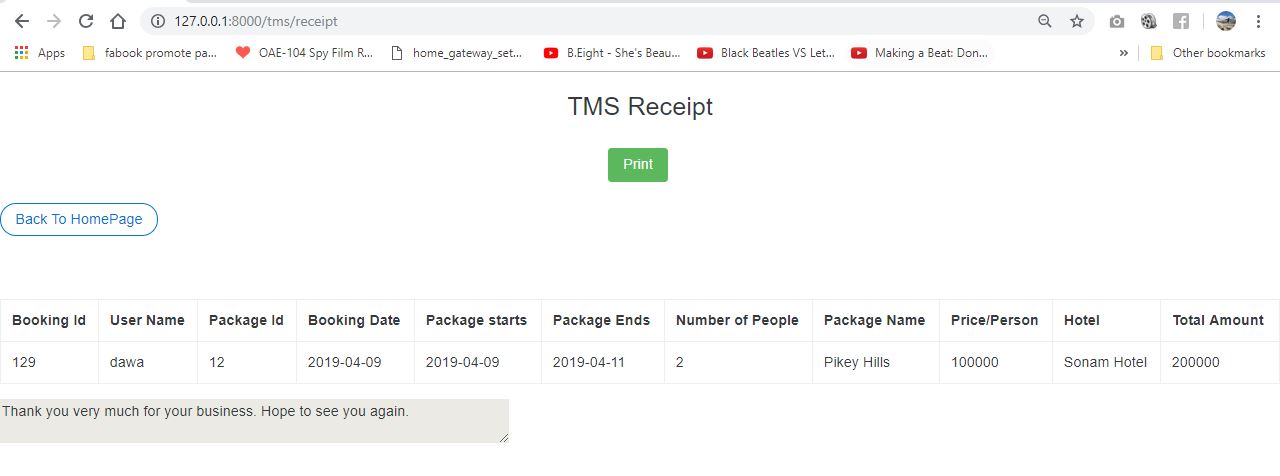 127.0.0.1:8000/tms/receipt
Apps fabook promote pa... OAE-104 Spy Film R... home_gateway_set... B.Eight - She's Beau... Black Beatles VS Let... Making a Beat: Don... » Other bookmarks
TMS Receipt
Print
Back To HomePage
Booking Id User Name Package Id Booking Date Package starts Package Ends Number of People Package Name Price/Person Hotel Total Amount
129 dawa 12 2019-04-09 2019-04-09 2019-04-11 2 Pikey Hills 100000 Sonam Hotel 200000
Thank you very much for your business. Hope to see you again.